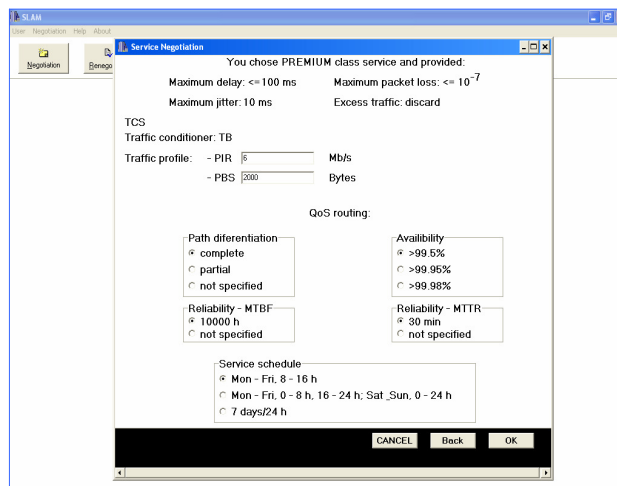 SLAM
User Negotiation Help About
Negotiation
Renego
Service Negotiation
You chose PREMIUM class service and provided:
Maximum delay: <= 100 ms Maximum packet loss: <= 10^-7
Maximum jitter: 10 ms Excess traffic: discard
TCS
Traffic conditioner: TB
Traffic profile: - PIR 6 Mb/s
- PBS 2000 Bytes
QoS routing:
Path diferentiation Availibility
complete >99.5%
partial >99.95%
not specified >99.98%
Reliability - MTBF Reliability - MTTR
10000 h 30 min
not specified not specified
Service schedule
Mon - Fri, 8 - 16 h
Mon - Fri, 0 - 8 h, 16 - 24 h; Sat_Sun, 0 - 24 h
7 days/24 h
CANCEL Back OK